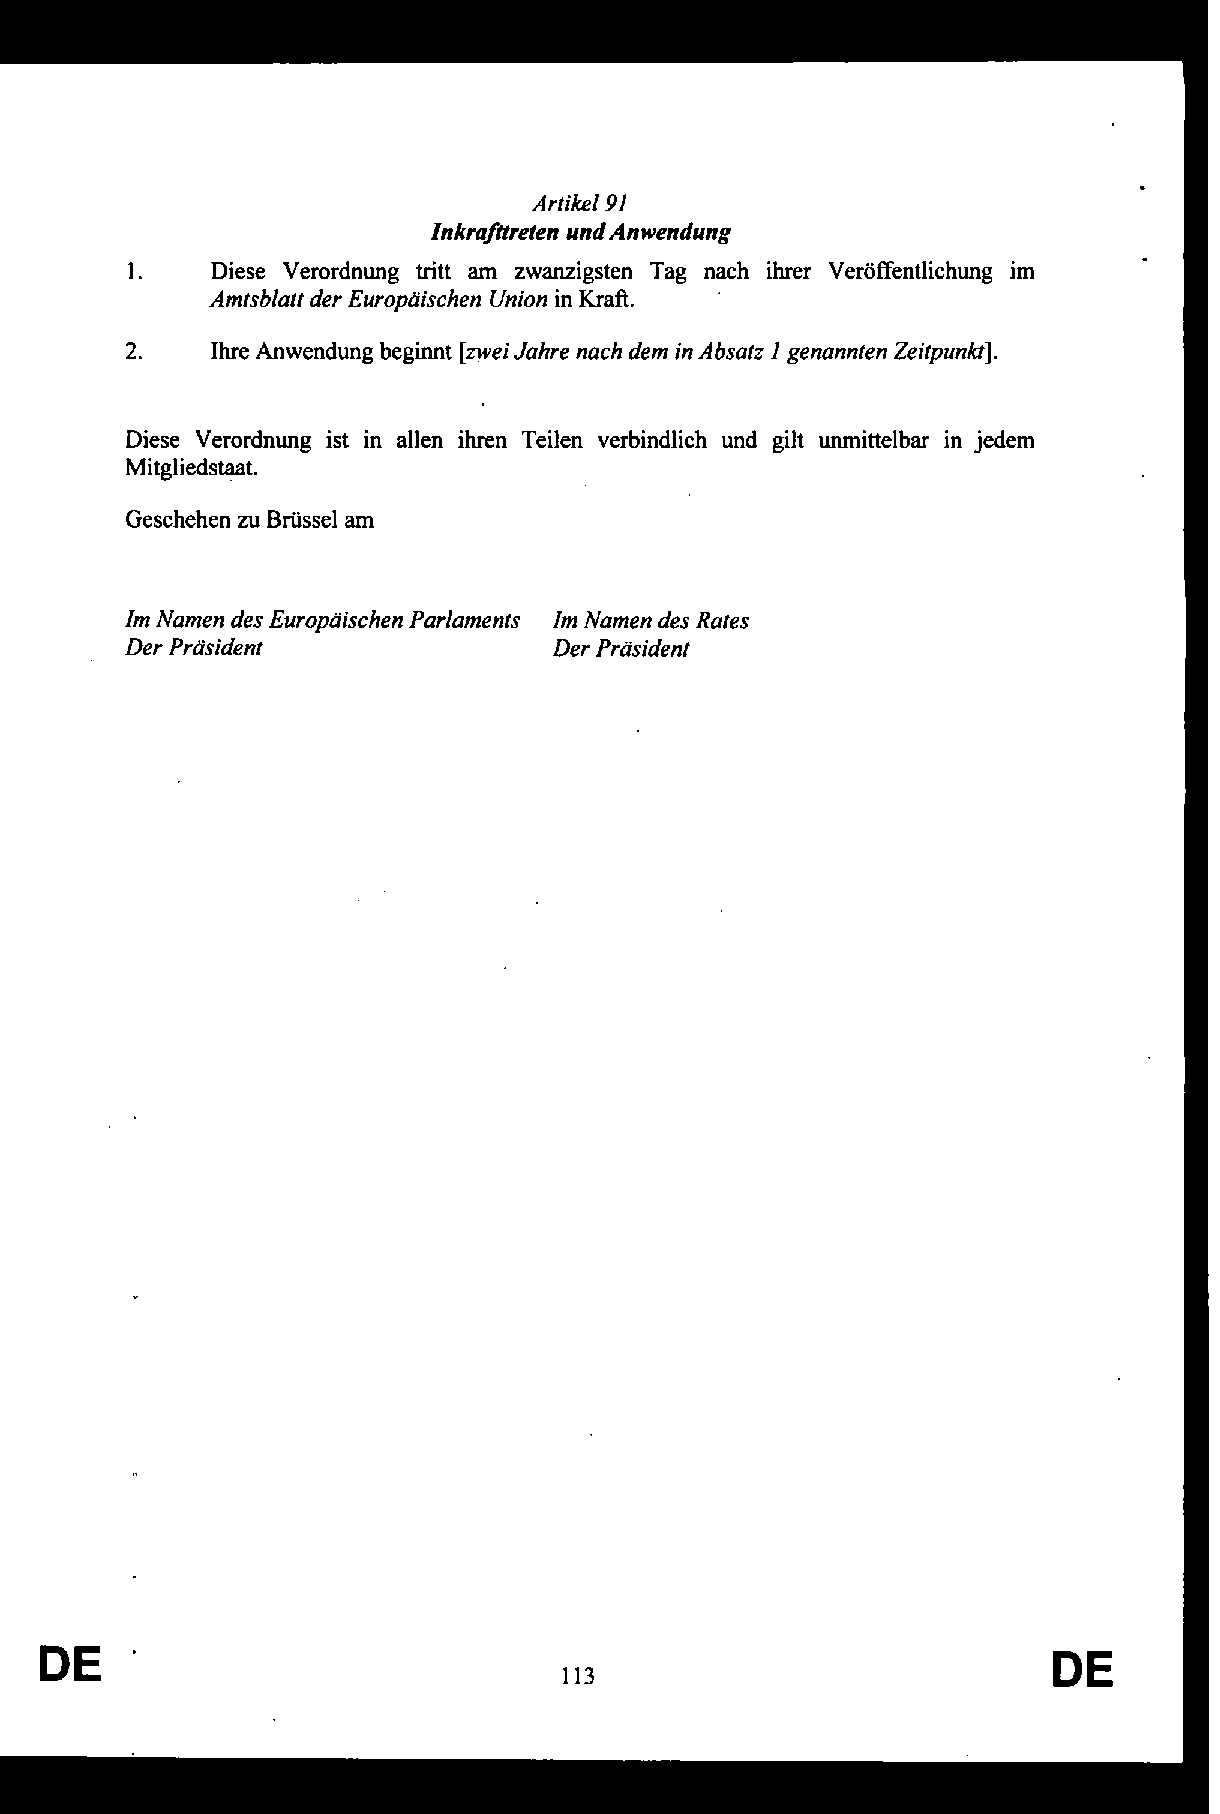 Artikel 91
Inkrafttreten und Anwendung
1. Diese Verordnung tritt am zwanzigsten Tag nach ihrer Veröffentlichung im
Amtsblatt der Europäischen Union in Kraft.
2. Ihre Anwendung beginnt [zwei Jahre nach dem in Absatz 1 genannten Zeitpunkt].
Diese Verordnung ist in allen ihren Teilen verbindlich und gilt unmittelbar in jedem
Mitgliedstaat.
Geschehen zu Brüssel am
Im Namen des Europäischen Parlaments Im Namen des Rates
Der Präsident Der Präsident
DE 113 DE